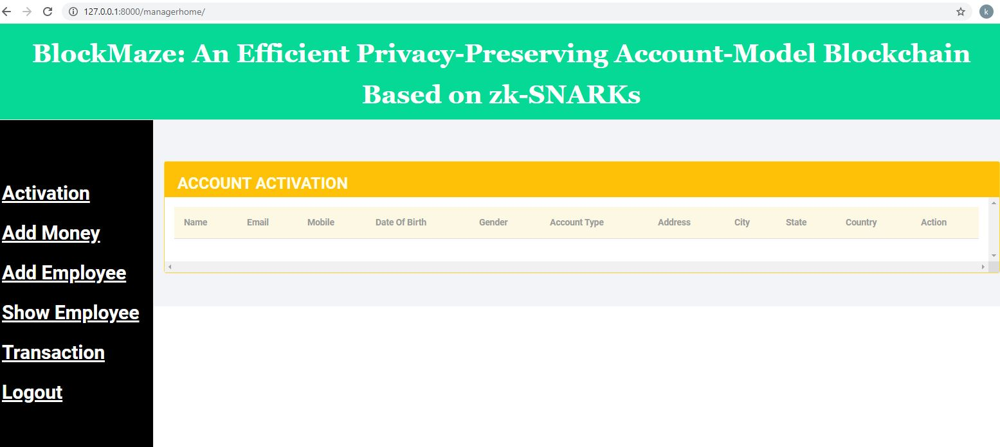 127.0.0.1:8000/managerhome/
k
BlockMaze: An Efficient Privacy-Preserving Account-Model Blockchain
Based on zk-SNARKs
Activation
Add Money
Add Employee
Show Employee
Transaction
Logout
ACCOUNT ACTIVATION
Name Email Mobile Date Of Birth Gender Account Type Address City State Country Action